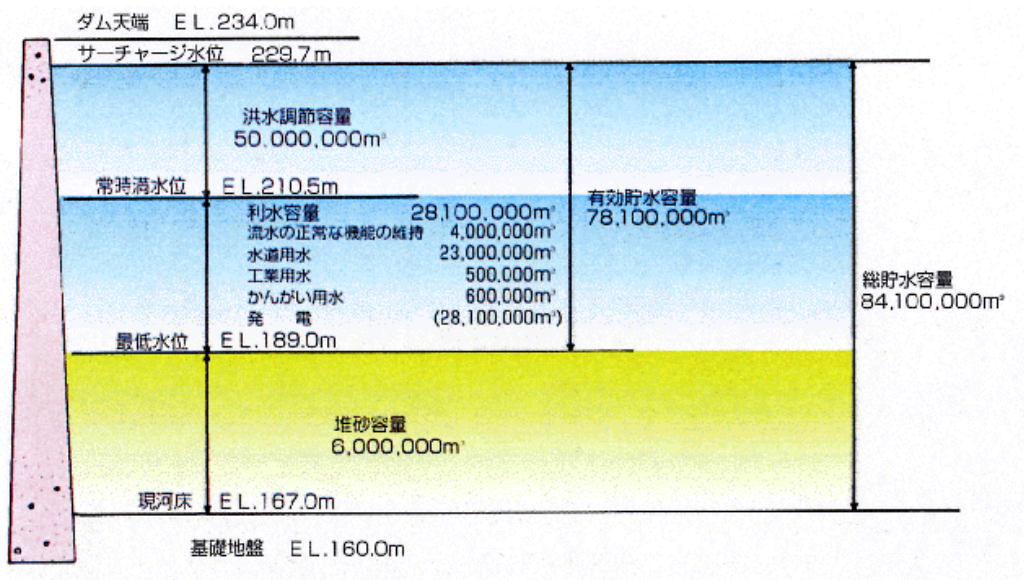 ダム天端 EL.234.0m
サーチャージ水位 229.7m
洪水調節容量
50,000,000m³
常時満水位 EL.210.5m
有効貯水容量
78,100,000m³
利水容量 28,100,000m³
流水の正常な機能の維持 4,000,000m³
水道用水 23,000,000m³
工業用水 500,000m³
かんがい用水 600,000m³
発 電 (28,100,000m³)
総貯水容量
84,100,000m³
最低水位 EL.189.0m
堆砂容量
6,000,000m³
現河床 EL.167.0m
基礎地盤 EL.160.0m